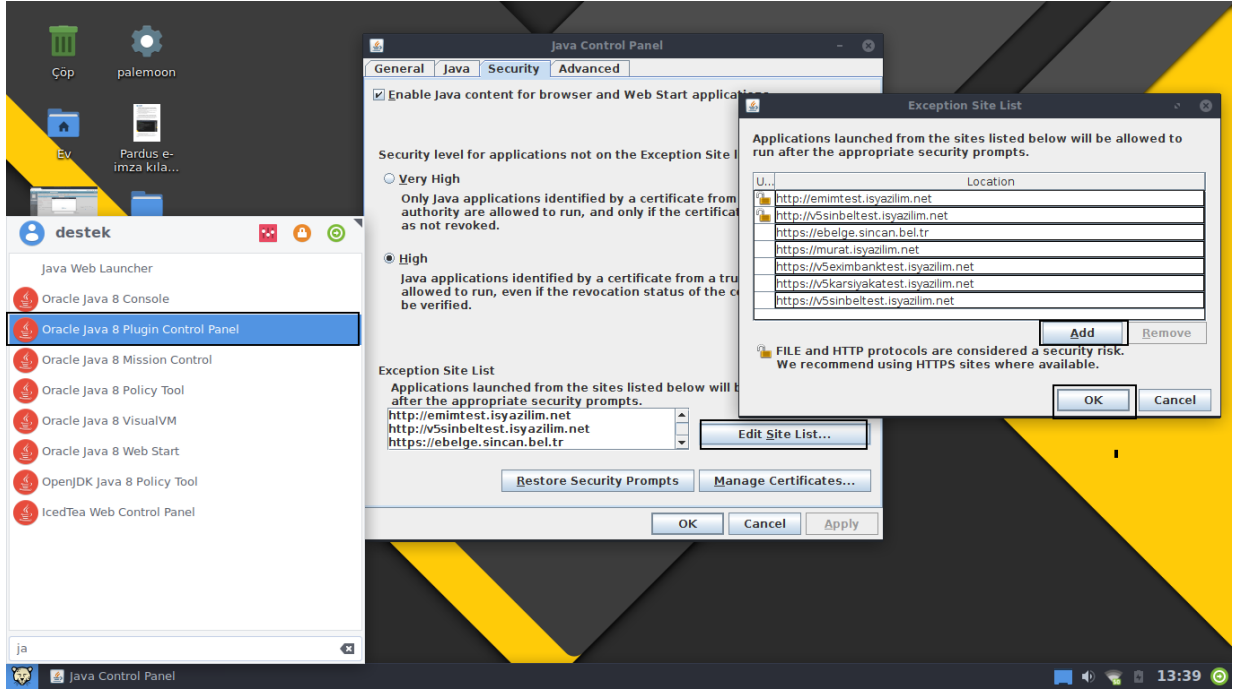 Çöp
palemoon
Ev
Pardus e-
imza kıla...
destek
Java Web Launcher
Oracle Java 8 Console
Oracle Java 8 Plugin Control Panel
Oracle Java 8 Mission Control
Oracle Java 8 Policy Tool
Oracle Java 8 VisualVM
Oracle Java 8 Web Start
OpenJDK Java 8 Policy Tool
IcedTea Web Control Panel
ja
Java Control Panel
General Java Security Advanced
Enable Java content for browser and Web Start applications
Security level for applications not on the Exception Site l
Very High
Only Java applications identified by a certificate from
authority are allowed to run, and only if the certificat
as not revoked.
High
Java applications identified by a certificate from a tru
allowed to run, even if the revocation status of the c
be verified.
Exception Site List
Applications launched from the sites listed below will b
after the appropriate security prompts.
http://emimtest.isyazilim.net
http://v5sinbeltest.isyazilim.net
https://ebelge.sincan.bel.tr
Edit Site List...
Restore Security Prompts
Manage Certificates...
OK
Cancel
Apply
Exception Site List
Applications launched from the sites listed below will be allowed to
run after the appropriate security prompts.
U... Location
http://emimtest.isyazilim.net
http://v5sinbeltest.isyazilim.net
https://ebelge.sincan.bel.tr
https://murat.isyazilim.net
https://v5eximbanktest.isyazilim.net
https://v5karsiyakatest.isyazilim.net
https://v5sinbeltest.isyazilim.net
Add
Remove
FILE and HTTP protocols are considered a security risk.
We recommend using HTTPS sites where available.
OK
Cancel
Java Control Panel
13:39